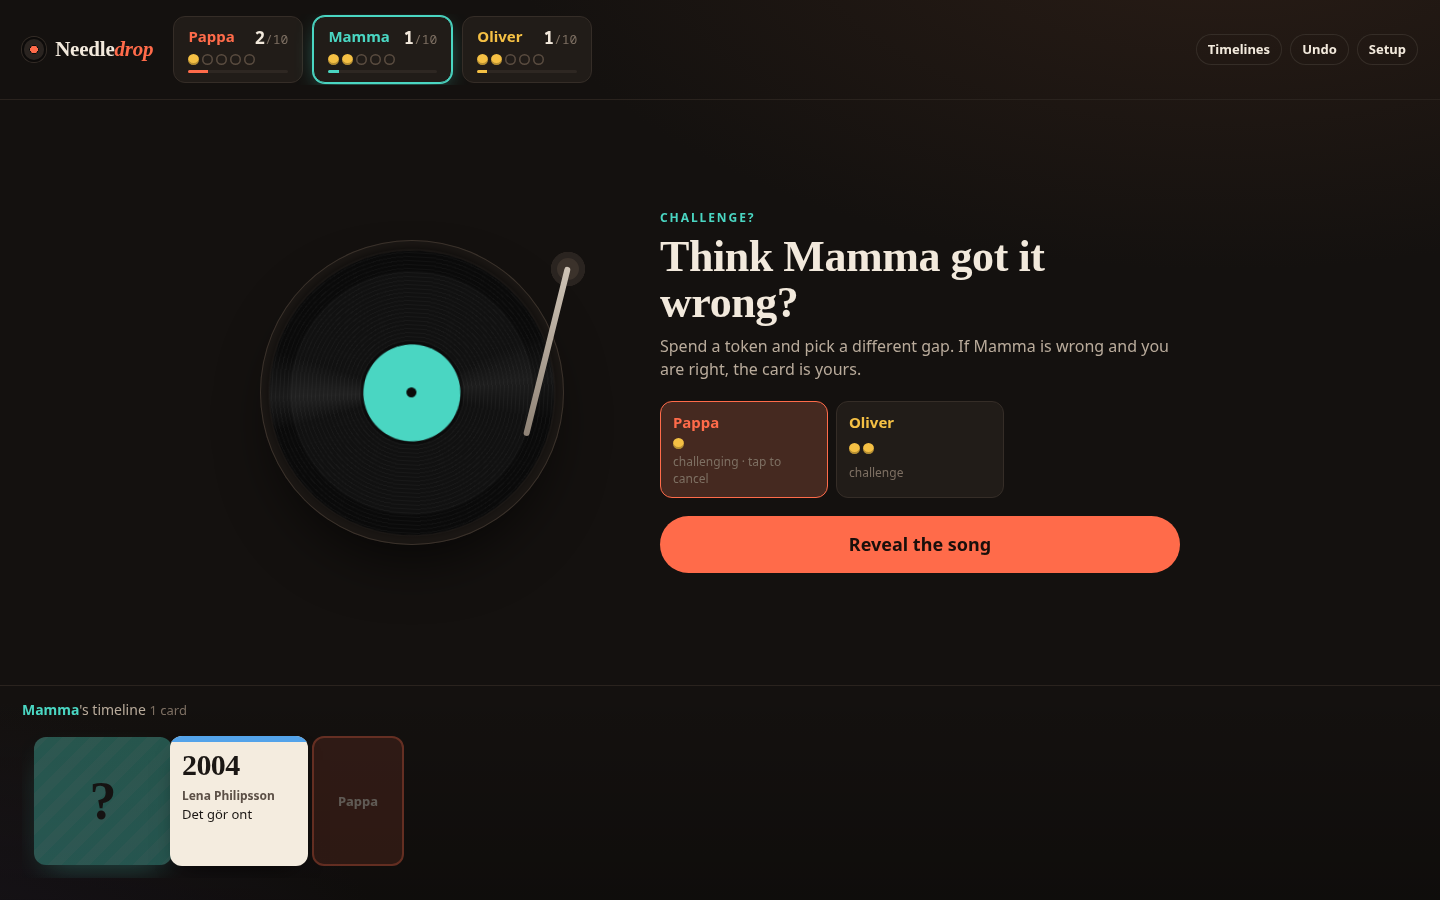 Needledrop
Pappa 2/10
Mamma 1/10
Oliver 1/10
Timelines
Undo
Setup
CHALLENGE?
Think Mamma got it
wrong?
Spend a token and pick a different gap. If Mamma is wrong and you
are right, the card is yours.
Pappa
challenging · tap to
cancel
Oliver
challenge
Reveal the song
Mamma's timeline 1 card
?
2004
Lena Philipsson
Det gör ont
Pappa